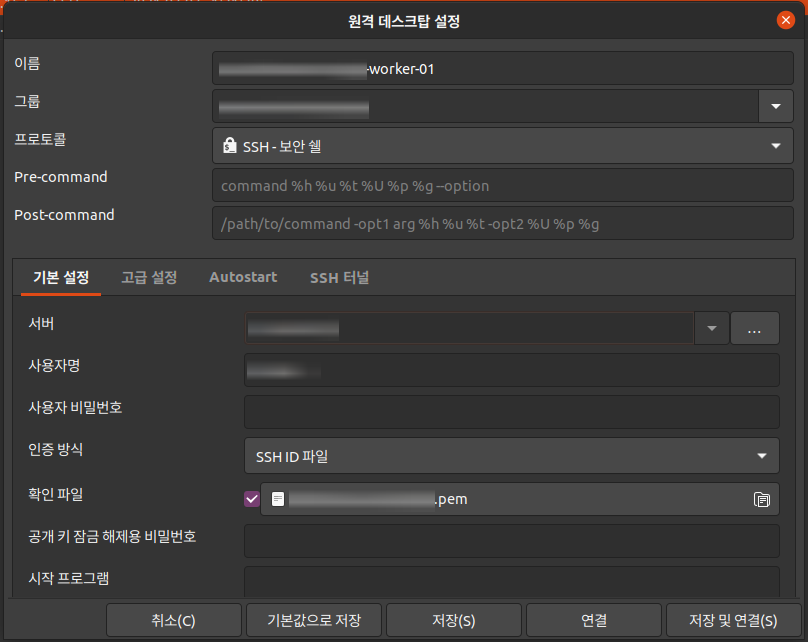 원격 데스크탑 설정
이름
-worker-01
그룹
프로토콜
SSH - 보안 쉘
Pre-command
command %h %u %t %U %p %g --option
Post-command
/path/to/command -opt1 arg %h %u %t -opt2 %U %p %g
기본 설정 고급 설정 Autostart SSH 터널
서버
...
사용자명
사용자 비밀번호
인증 방식
SSH ID 파일
확인 파일
.pem
공개 키 잠금 해제용 비밀번호
시작 프로그램
취소(C) 기본값으로 저장 저장(S) 연결 저장 및 연결(S)